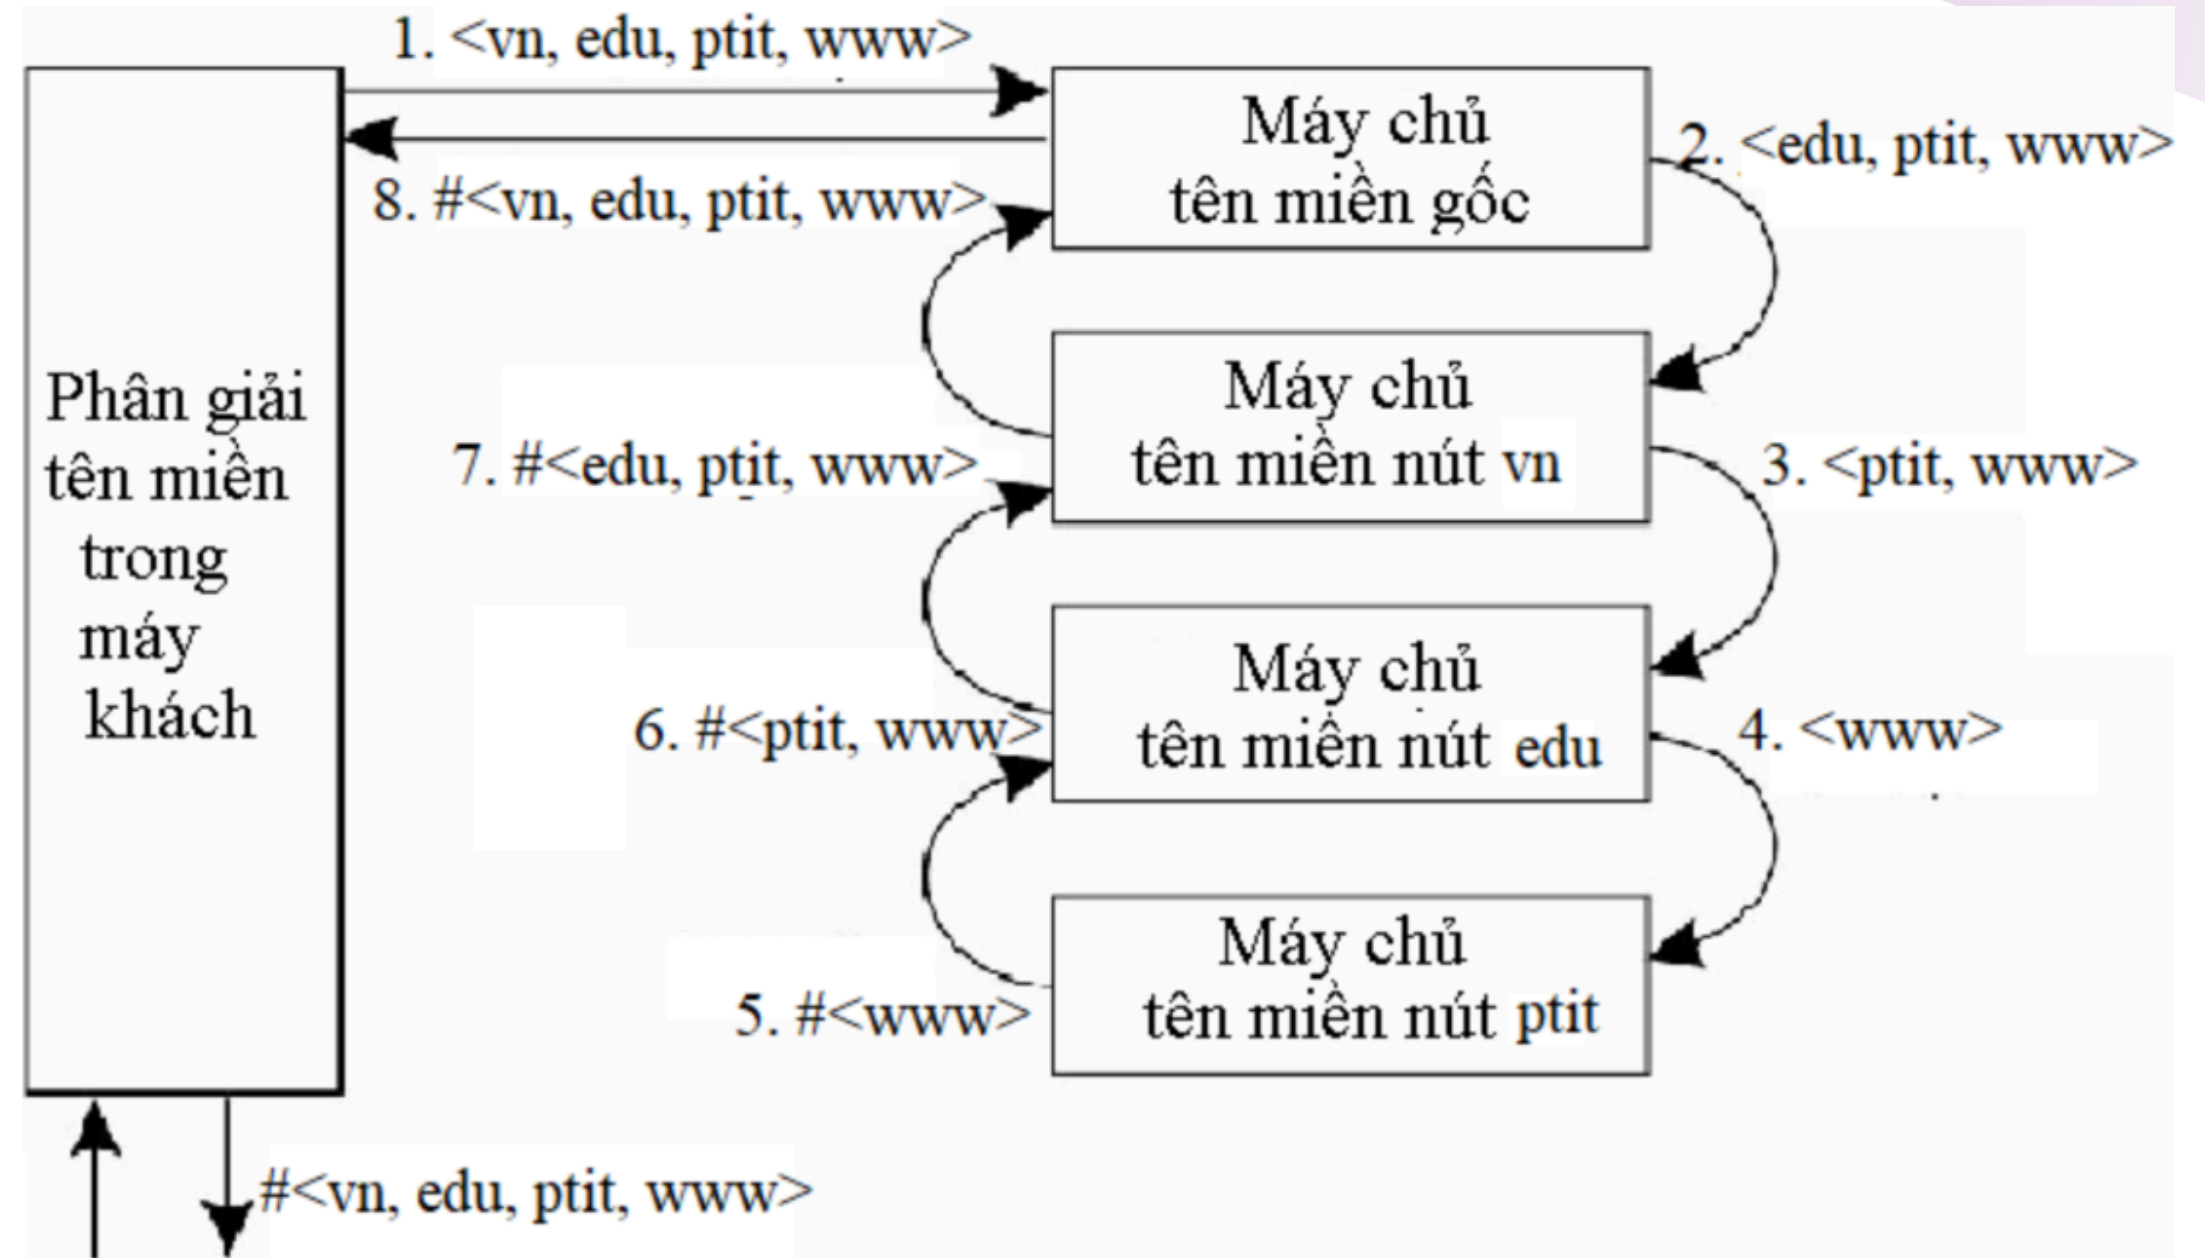 1. <vn, edu, ptit, www>
8. #<vn, edu, ptit, www>
Máy chủ
tên miền gốc
2. <edu, ptit, www>
Phân giải
tên miền
trong
máy
khách
7. #<edu, ptit, www>
Máy chủ
tên miền nút vn
3. <ptit, www>
6. #<ptit, www>
Máy chủ
tên miền nút edu
4. <www>
5. #<www>
Máy chủ
tên miền nút ptit
#<vn, edu, ptit, www>